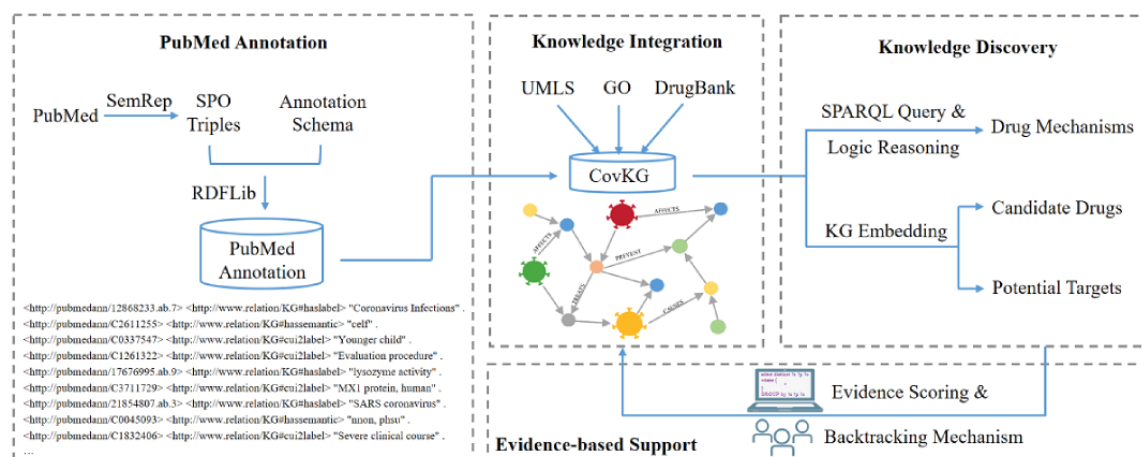 PubMed Annotation
PubMed
SemRep
SPO
Triples
Annotation
Schema
RDFLib
PubMed
Annotation
<http://pubmedann/12868233.ab.7> <http://www.relation/KG#haslabel> "Coronavirus Infections" .
<http://pubmedann/C2611255> <http://www.relation/KG#hassemantic> "celf" .
<http://pubmedann/C0337547> <http://www.relation/KG#cui2label> "Younger child" .
<http://pubmedann/C1261322> <http://www.relation/KG#cui2label> "Evaluation procedure" .
<http://pubmedann/17676995.ab.9> <http://www.relation/KG#haslabel> "lysozyme activity" .
<http://pubmedann/C3711729> <http://www.relation/KG#cui2label> "MX1 protein, human" .
<http://pubmedann/21854807.ab.3> <http://www.relation/KG#haslabel> "SARS coronavirus" .
<http://pubmedann/C0045093> <http://www.relation/KG#hassemantic> "nnon, phsu" .
<http://pubmedann/C1832406> <http://www.relation/KG#cui2label> "Severe clinical course" .
...
Knowledge Integration
UMLS GO DrugBank
CovKG
AFFECTS
AFFECTS
PREVENT
TREATS
CAUSES
Knowledge Discovery
SPARQL Query &
Logic Reasoning
Drug Mechanisms
KG Embedding
Candidate Drugs
Potential Targets
Evidence Scoring &
Backtracking Mechanism
Evidence-based Support